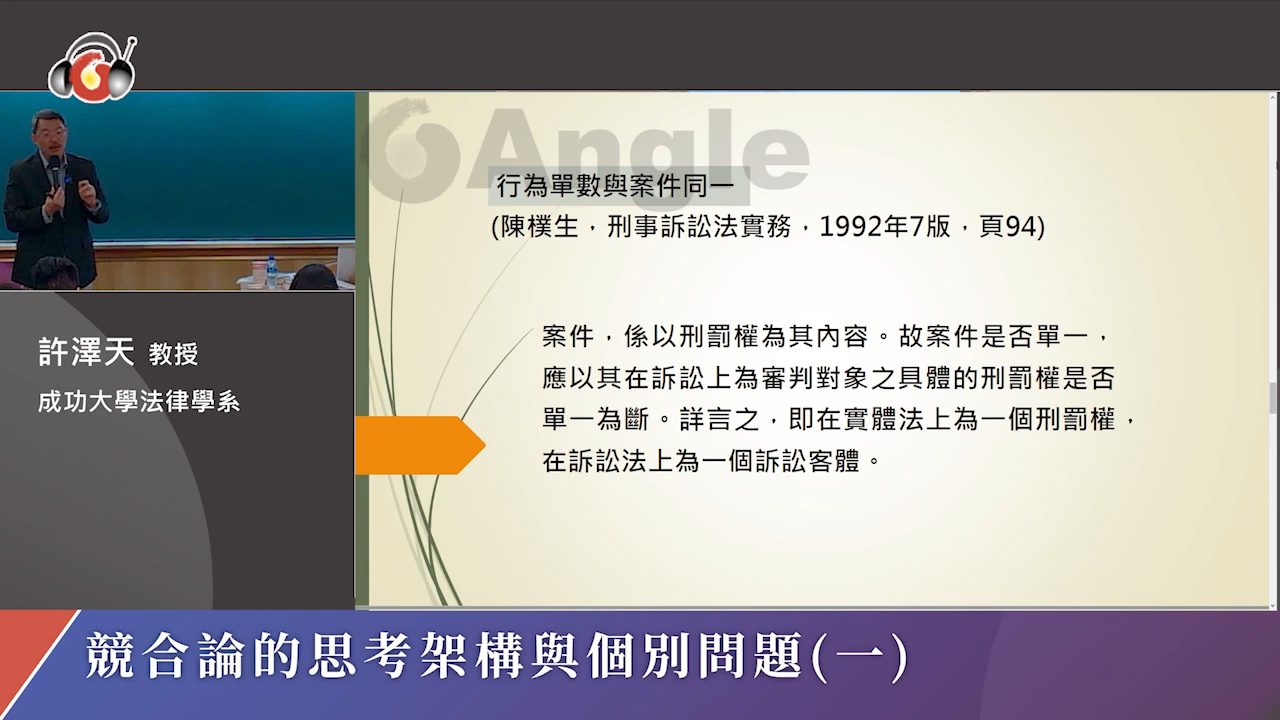 6Angle
行為單數與案件同一
(陳樸生，刑事訴訟法實務，1992年7版，頁94)
案件，係以刑罰權為其內容。故案件是否單一，
應以其在訴訟上為審判對象之具體的刑罰權是否
單一為斷。詳言之，即在實體法上為一個刑罰權，
在訴訟法上為一個訴訟客體。
許澤天 教授
成功大學法律學系
競合論的思考架構與個別問題(一)